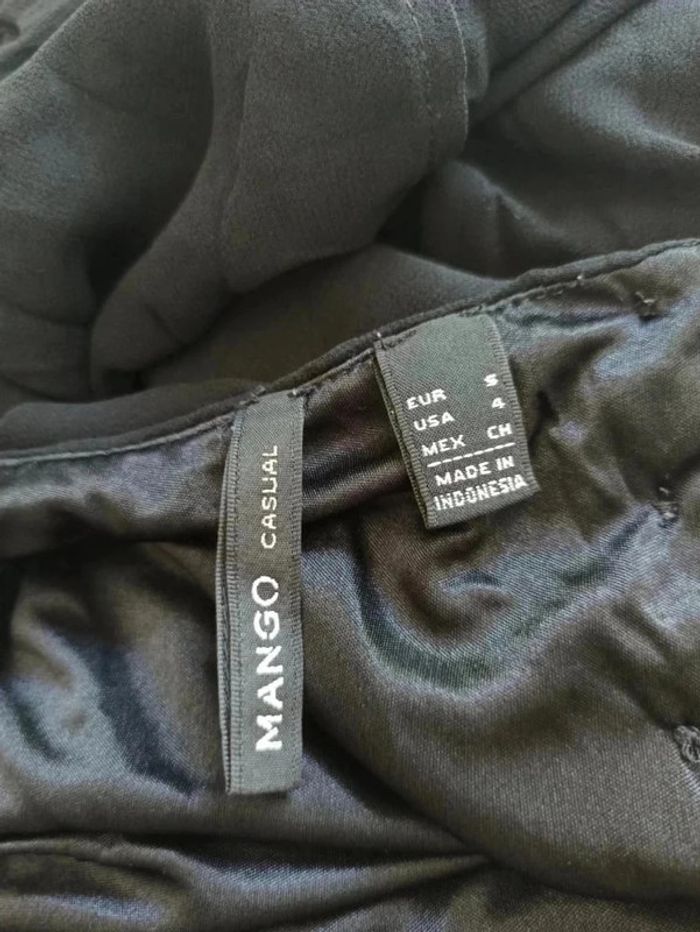 MANGO CASUAL
EUR S
USA 4
MEX CH
MADE IN
INDONESIA